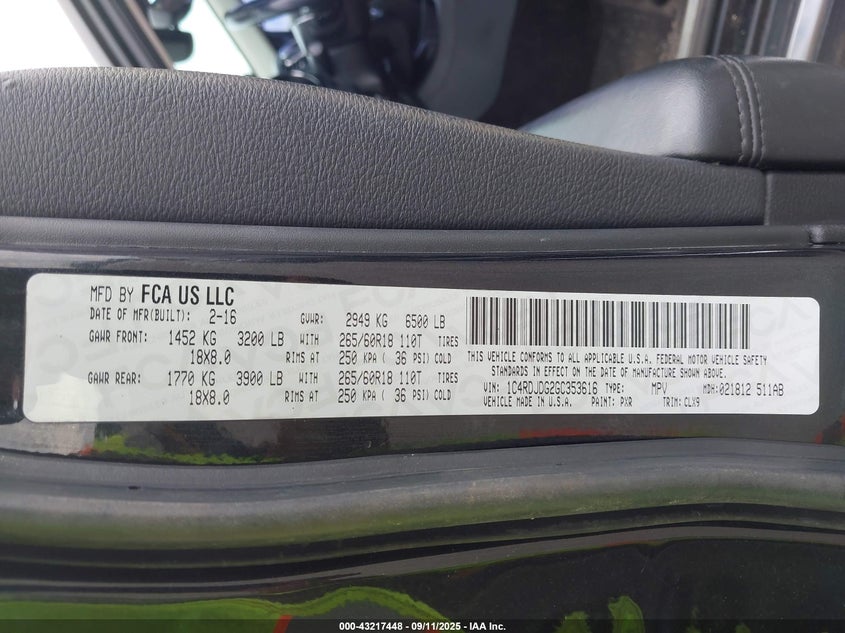 MFD BY FCA US LLC
DATE OF MFR(BUILT): 2-16 GVWR: 2949 KG 6500 LB
GAWR FRONT: 1452 KG 3200 LB WITH 265/60R18 110T TIRES
18X8.0 RIMS AT 250 KPA ( 36 PSI) COLD
GAWR REAR: 1770 KG 3900 LB WITH 265/60R18 110T TIRES
18X8.0 RIMS AT 250 KPA ( 36 PSI) COLD
THIS VEHICLE CONFORMS TO ALL APPLICABLE U.S.A. FEDERAL MOTOR VEHICLE SAFETY
STANDARDS IN EFFECT ON THE DATE OF MANUFACTURE SHOWN ABOVE.
VIN: 1C4RDJDG2GC353616 TYPE: MPV MDH:021812 511AB
VEHICLE MADE IN U.S.A. PAINT: PXR TRIM: CLX9
000-43217448 - 09/11/2025 - IAA Inc.